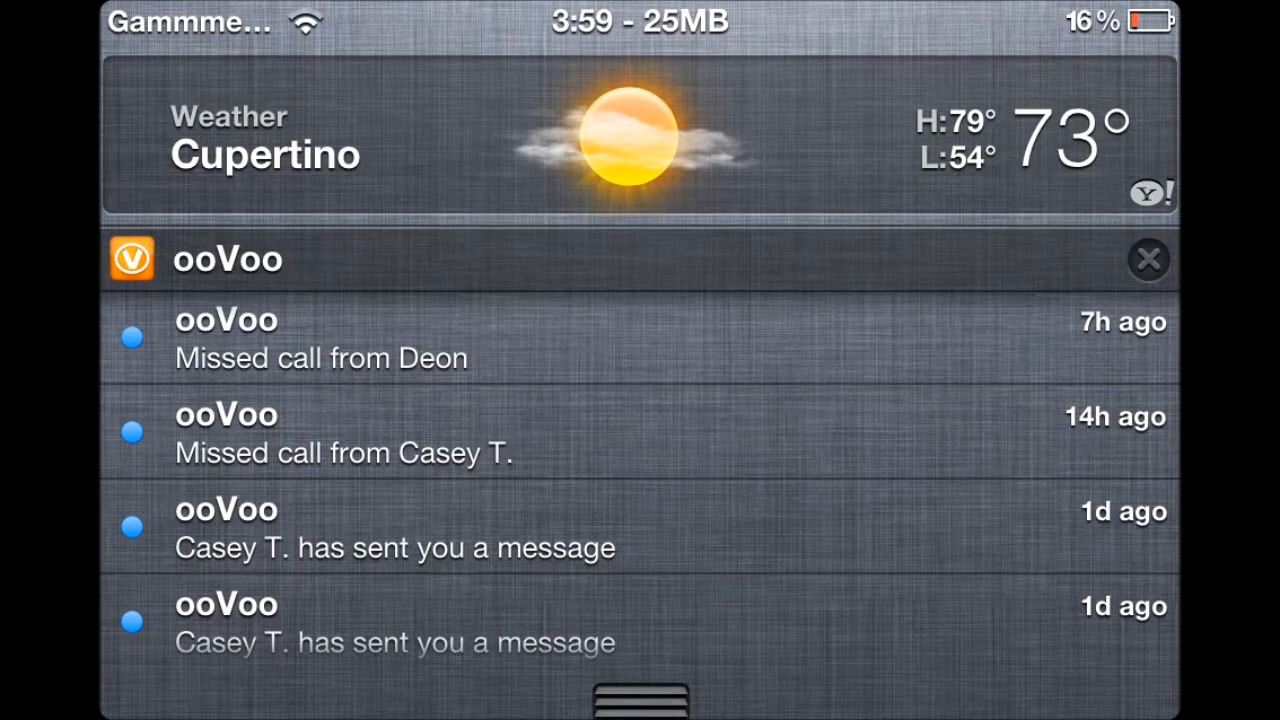 Gammme... 3:59 - 25MB 16%
Weather
Cupertino
H:79° 73°
L:54°
Y!
ooVoo
ooVoo 7h ago
Missed call from Deon
ooVoo 14h ago
Missed call from Casey T.
ooVoo 1d ago
Casey T. has sent you a message
ooVoo 1d ago
Casey T. has sent you a message